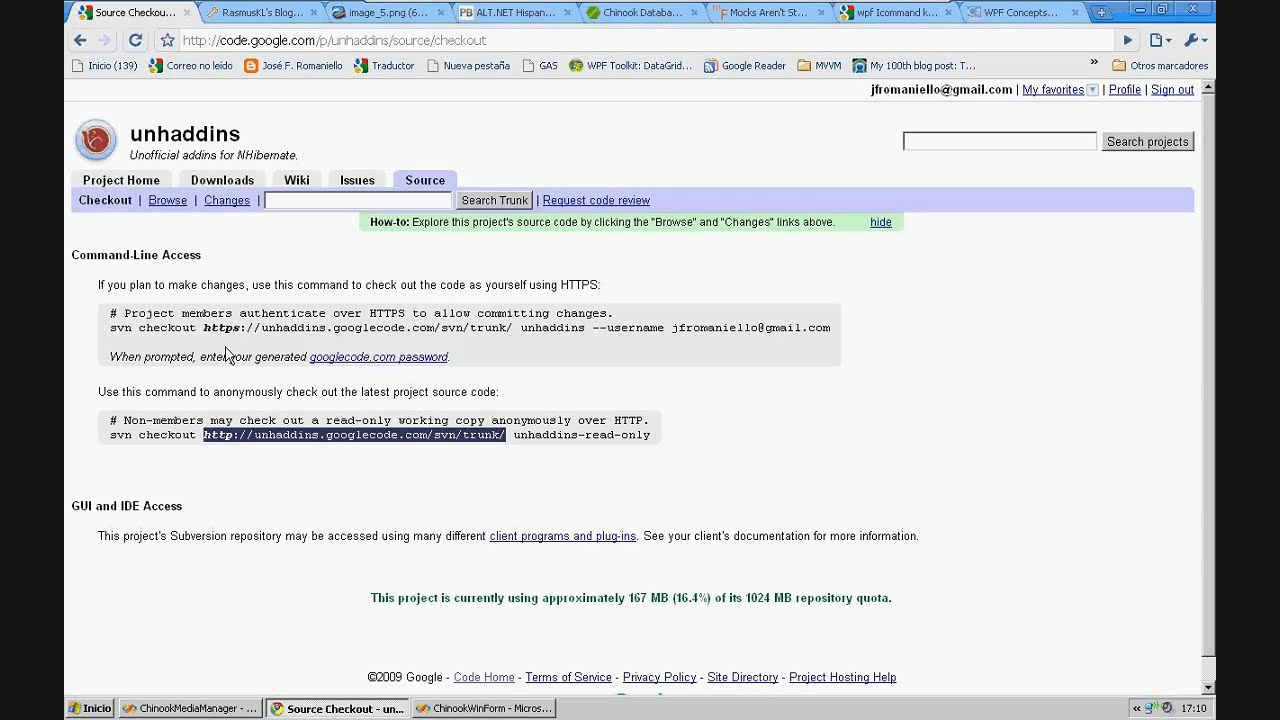 Source Checkou...
RasmusKL's Blog...
image_5.png (6...
PB ALT.NET Hispan...
Chinook Databa...
Mocks Aren't St...
wpf Icommand k...
WPF Concepts...
http://code.google.com/p/unhaddins/source/checkout
Inicio (139)
Correo no leído
José F. Romaniello
Traductor
Nueva pestaña
GAS
WPF Toolkit: DataGrid...
Google Reader
MVVM
My 100th blog post: T...
»
Otros marcadores
jfromaniello@gmail.com | My favorites | Profile | Sign out
unhaddins
Unofficial addins for NHibernate.
Search projects
Project Home Downloads Wiki Issues Source
Checkout | Browse | Changes | Search Trunk | Request code review
How-to: Explore this project's source code by clicking the "Browse" and "Changes" links above. hide
Command-Line Access
If you plan to make changes, use this command to check out the code as yourself using HTTPS:
# Project members authenticate over HTTPS to allow committing changes.
svn checkout https://unhaddins.googlecode.com/svn/trunk/ unhaddins --username jfromaniello@gmail.com
When prompted, enter your generated googlecode.com password.
Use this command to anonymously check out the latest project source code:
# Non-members may check out a read-only working copy anonymously over HTTP.
svn checkout http://unhaddins.googlecode.com/svn/trunk/ unhaddins-read-only
GUI and IDE Access
This project's Subversion repository may be accessed using many different client programs and plug-ins. See your client's documentation for more information.
This project is currently using approximately 167 MB (16.4%) of its 1024 MB repository quota.
©2009 Google - Code Home - Terms of Service - Privacy Policy - Site Directory - Project Hosting Help
Inicio
ChinookMediaManager - ...
Source Checkout - un...
ChinookWinForm - Micros...
« 17:10